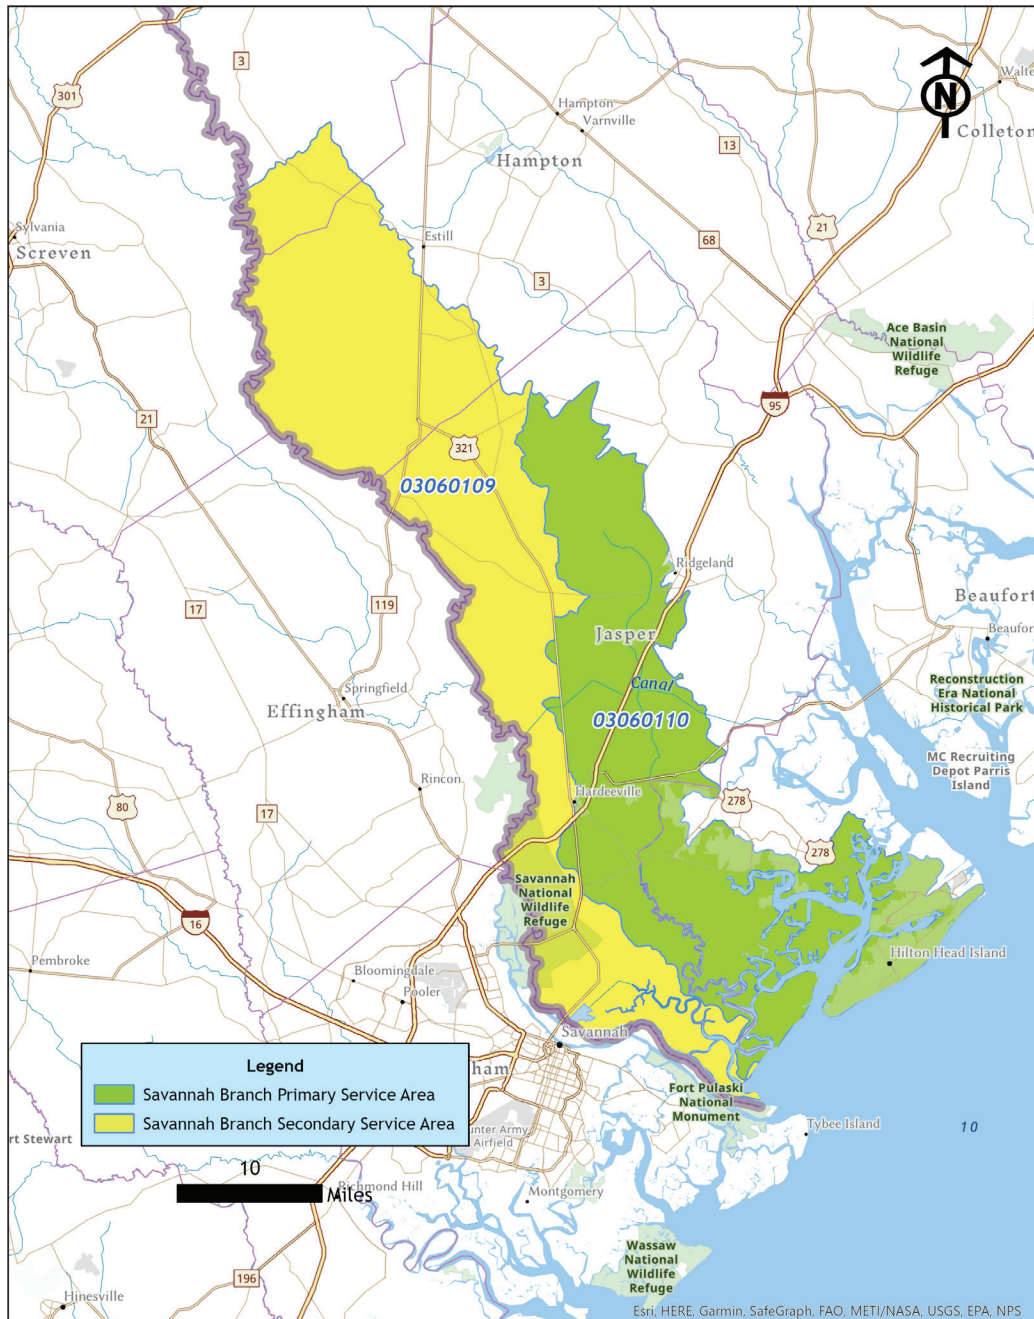 3
301
Hampton
Varnville
N
Walte
Colleton
13
Hampton
Sylvania
Screven
Estill
21
68
3
Ace Basin
National
Wildlife
Refuge
95
21
321
03060109
Ridgeland
17
119
Beaufort
Jasper
Beaufor
Canal
Reconstruction
Era National
Historical Park
Springfield
Effingham
03060110
MC Recruiting
Depot Parris
Island
Rincon
Hardeeville
80
17
278
278
Savannah
National
Wildlife
Refuge
16
Hilton Head Island
Pembroke
Bloomingdale
Pooler
Savannah
Legend
Savannah Branch Primary Service Area
Savannah Branch Secondary Service Area
ham
Fort Pulaski
National
Monument
Tybee Island
10
rt Stewart
unter Army
Airfield
10
Miles
Richmond Hill
Montgomery
Wassaw
National
Wildlife
Refuge
196
Hinesville
Esri, HERE, Garmin, SafeGraph, FAO, METI/NASA, USGS, EPA, NPS